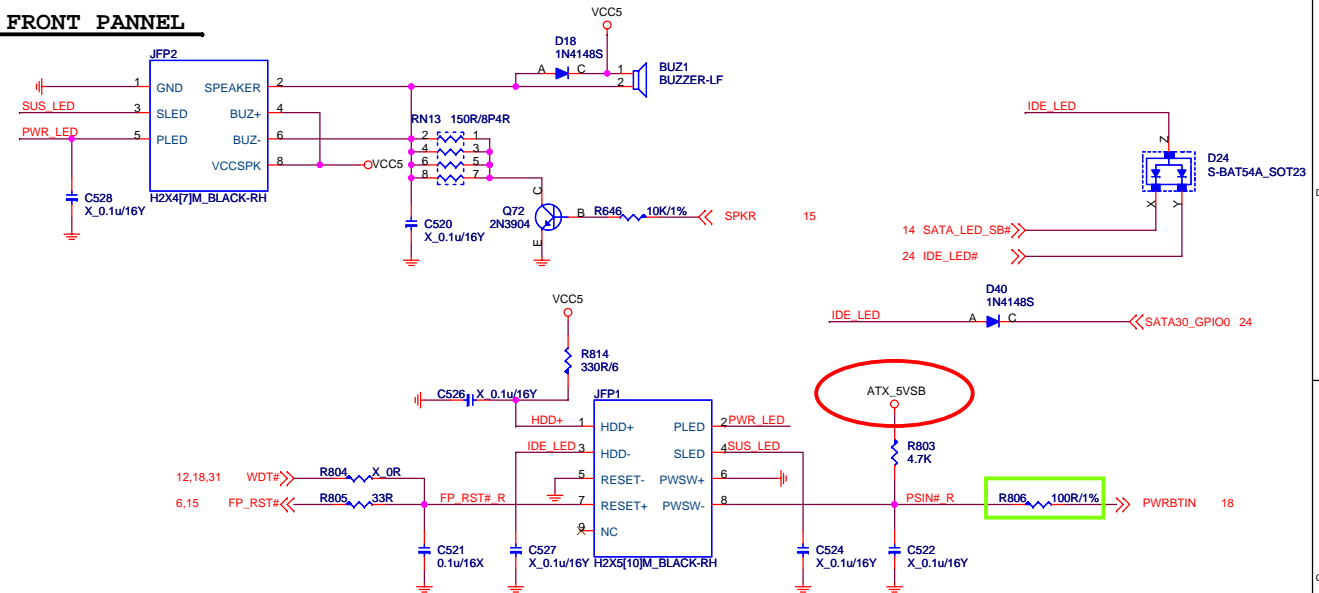 FRONT PANNEL
VCC5
D18
1N4148S
A C
1
2
BUZ1
BUZZER-LF
JFP2
1 GND SPEAKER 2
SUS_LED 3 SLED BUZ+ 4
PWR_LED 5 PLED BUZ- 6
VCCSPK 8
VCC5
H2X4[7]M_BLACK-RH
C528
X_0.1u/16Y
RN13 150R/8P4R
2 1
4 3
6 5
8 7
C520
X_0.1u/16Y
Q72
2N3904
C
B
E
R646 10K/1%
SPKR 15
IDE_LED
Z
D24
S-BAT54A_SOT23
X Y
14 SATA_LED_SB#
24 IDE_LED#
D40
1N4148S
IDE_LED A C SATA30_GPIO0 24
VCC5
R814
330R/6
C526 X_0.1u/16Y
JFP1
HDD+ 1 HDD+ PLED 2 PWR_LED
IDE_LED 3 HDD- SLED 4 SUS_LED
5 RESET- PWSW+ 6
7 RESET+ PWSW- 8
9 NC
H2X5[10]M_BLACK-RH
12,18,31 WDT# R804 X_0R
6,15 FP_RST# R805 33R FP_RST#_R
C521
0.1u/16X
C527
X_0.1u/16Y
C524
X_0.1u/16Y
C522
X_0.1u/16Y
ATX_5VSB
R803
4.7K
PSIN#_R
R806 100R/1%
PWRBTIN 18
D
C